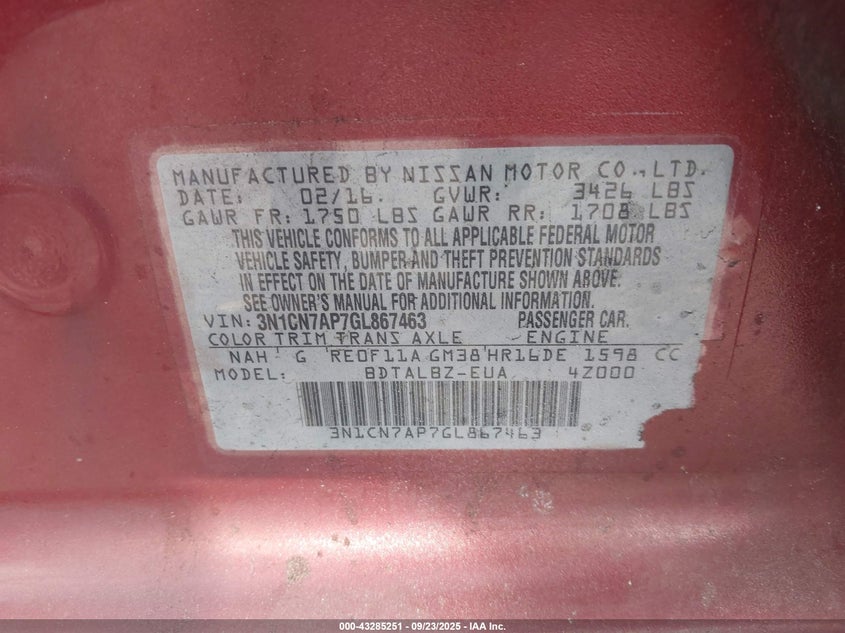 MANUFACTURED BY NISSAN MOTOR CO., LTD.
DATE: 02/16. GVWR: 3426 LBS
GAWR FR: 1750 LBS GAWR RR: 1708 LBS
THIS VEHICLE CONFORMS TO ALL APPLICABLE FEDERAL MOTOR
VEHICLE SAFETY, BUMPER AND THEFT PREVENTION STANDARDS
IN EFFECT ON THE DATE OF MANUFACTURE SHOWN ABOVE.
SEE OWNER'S MANUAL FOR ADDITIONAL INFORMATION.
VIN: 3N1CN7AP7GL867463 PASSENGER CAR.
COLOR TRIM TRANS AXLE ENGINE
NAH G RE0F11A GM38 HR16DE 1598 CC
MODEL: BDTALBZ-EUA 4Z000
3N1CN7AP7GL867463
000-43285251 | 09/23/2025 | IAA Inc.